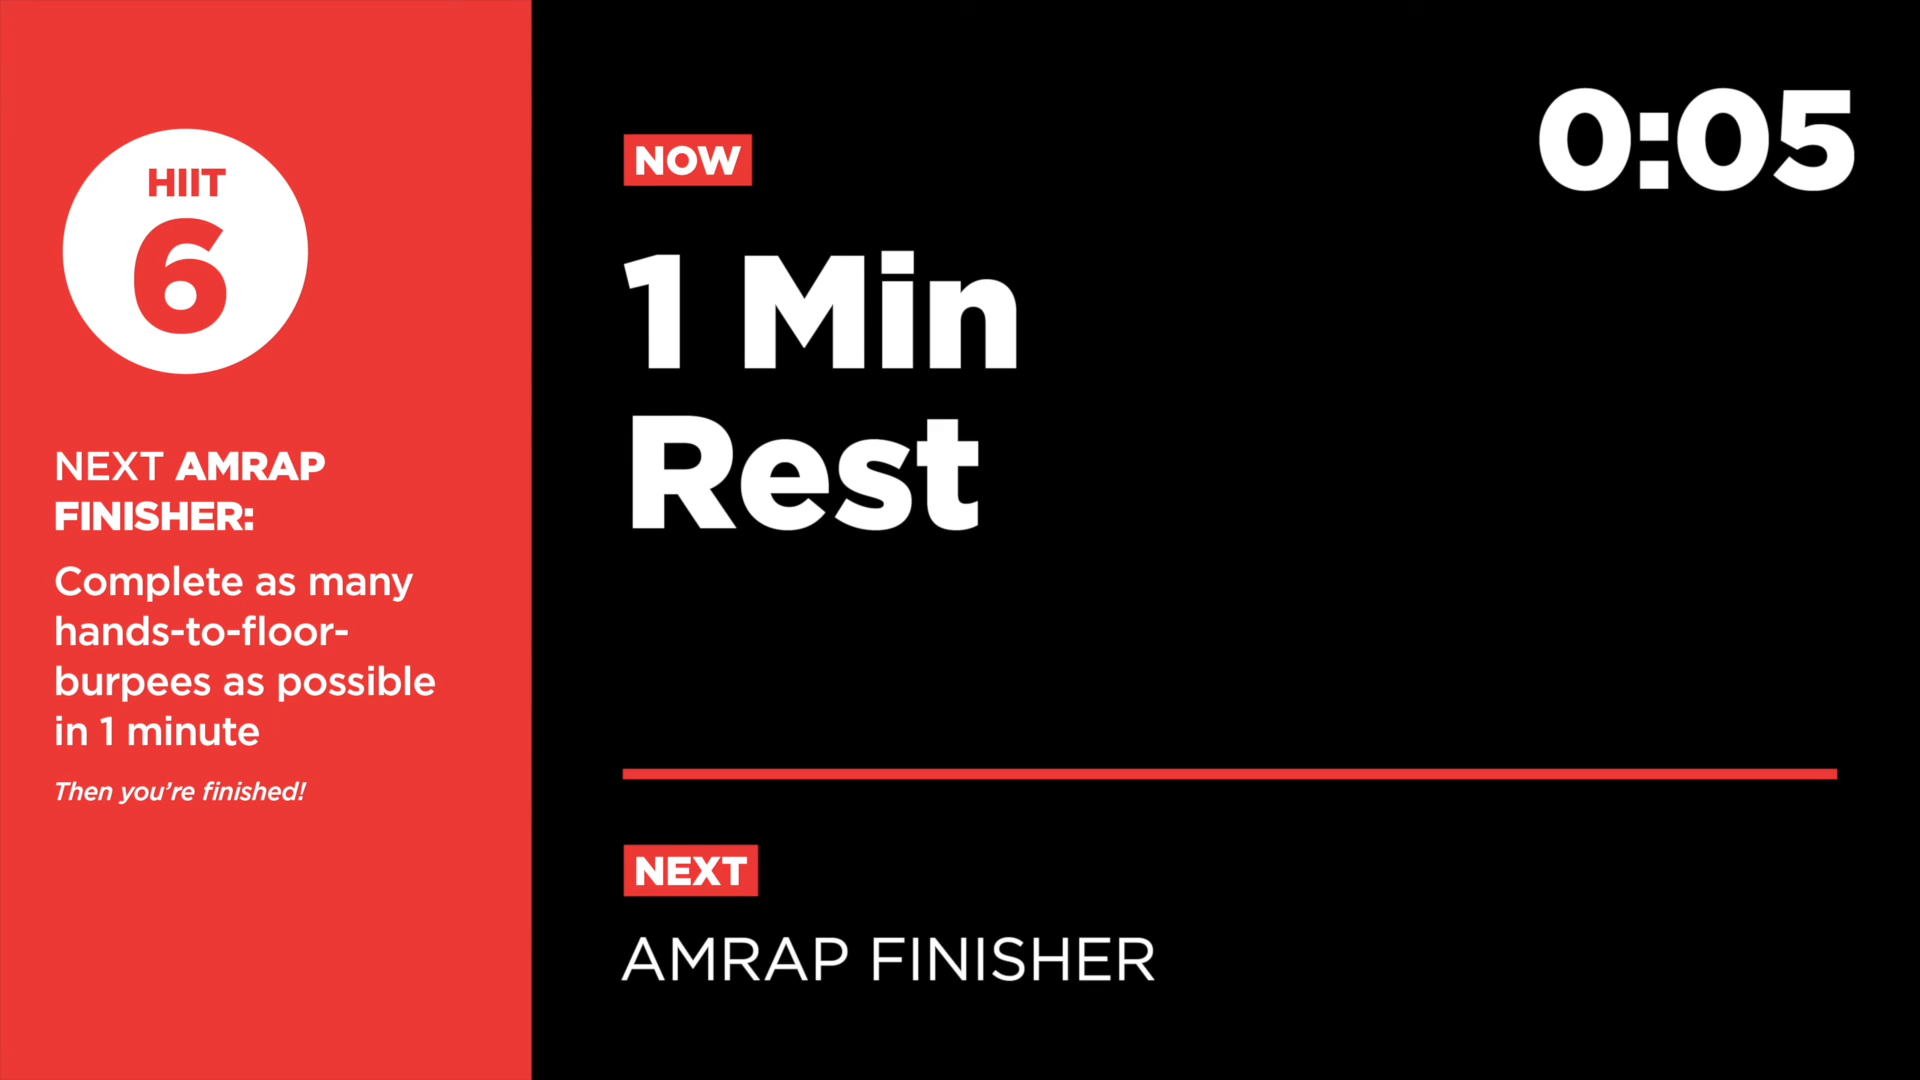 HIIT
6
NEXT AMRAP
FINISHER:
Complete as many
hands-to-floor-
burpees as possible
in 1 minute
Then you're finished!
NOW
0:05
1 Min
Rest
NEXT
AMRAP FINISHER